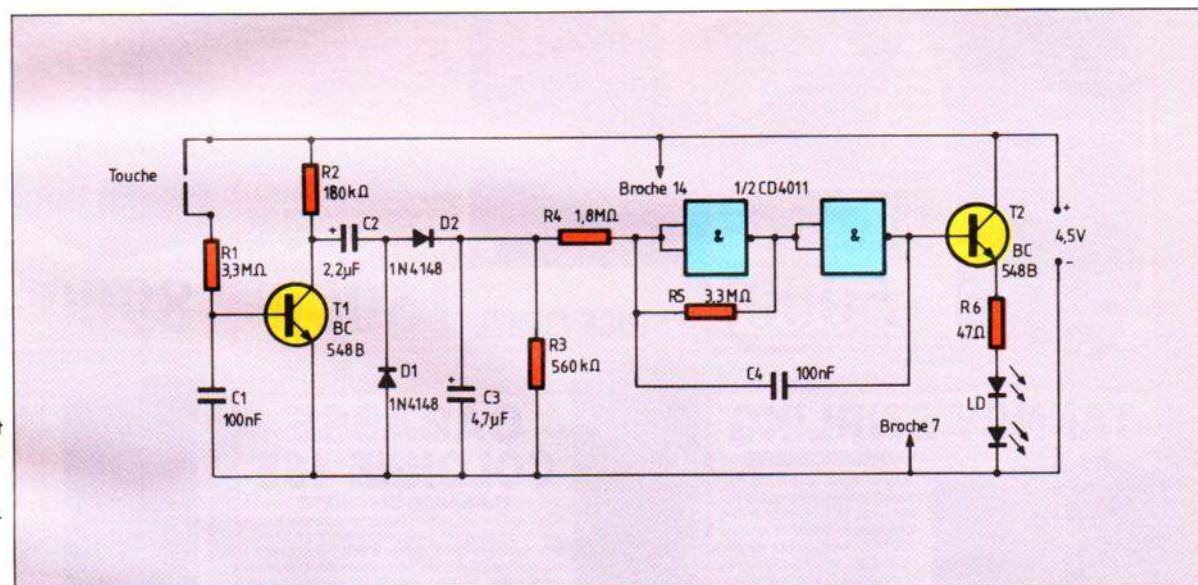 Touche
R2
180kΩ
Broche 14
1/2 CD4011
T2
+
4,5V
−
BC
548B
R1
3,3MΩ
+
C2
2,2µF
D2
1N4148
R4
1,8MΩ
&
&
R5
3,3MΩ
T1
BC
548B
R6
47Ω
C1
100nF
D1
1N4148
+
C3
4,7µF
R3
560kΩ
C4
100nF
LD
Broche 7